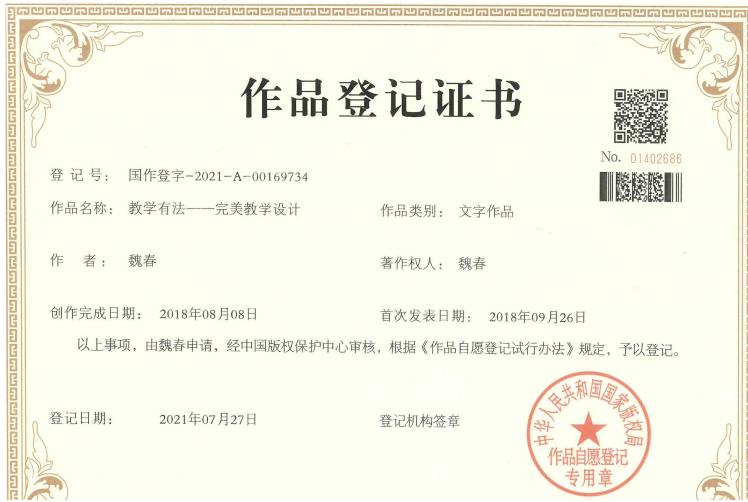 作品登记证书
No. 01402686
登 记 号： 国作登字-2021-A-00169734
作品名称： 教学有法——完美教学设计
作品类别： 文字作品
作 者： 魏春
著作权人： 魏春
创作完成日期： 2018年08月08日
首次发表日期： 2018年09月26日
以上事项，由魏春申请，经中国版权保护中心审核，根据《作品自愿登记试行办法》规定，予以登记。
登记日期： 2021年07月27日
登记机构签章
中华人民共和国国家版权局
作品自愿登记
专用章